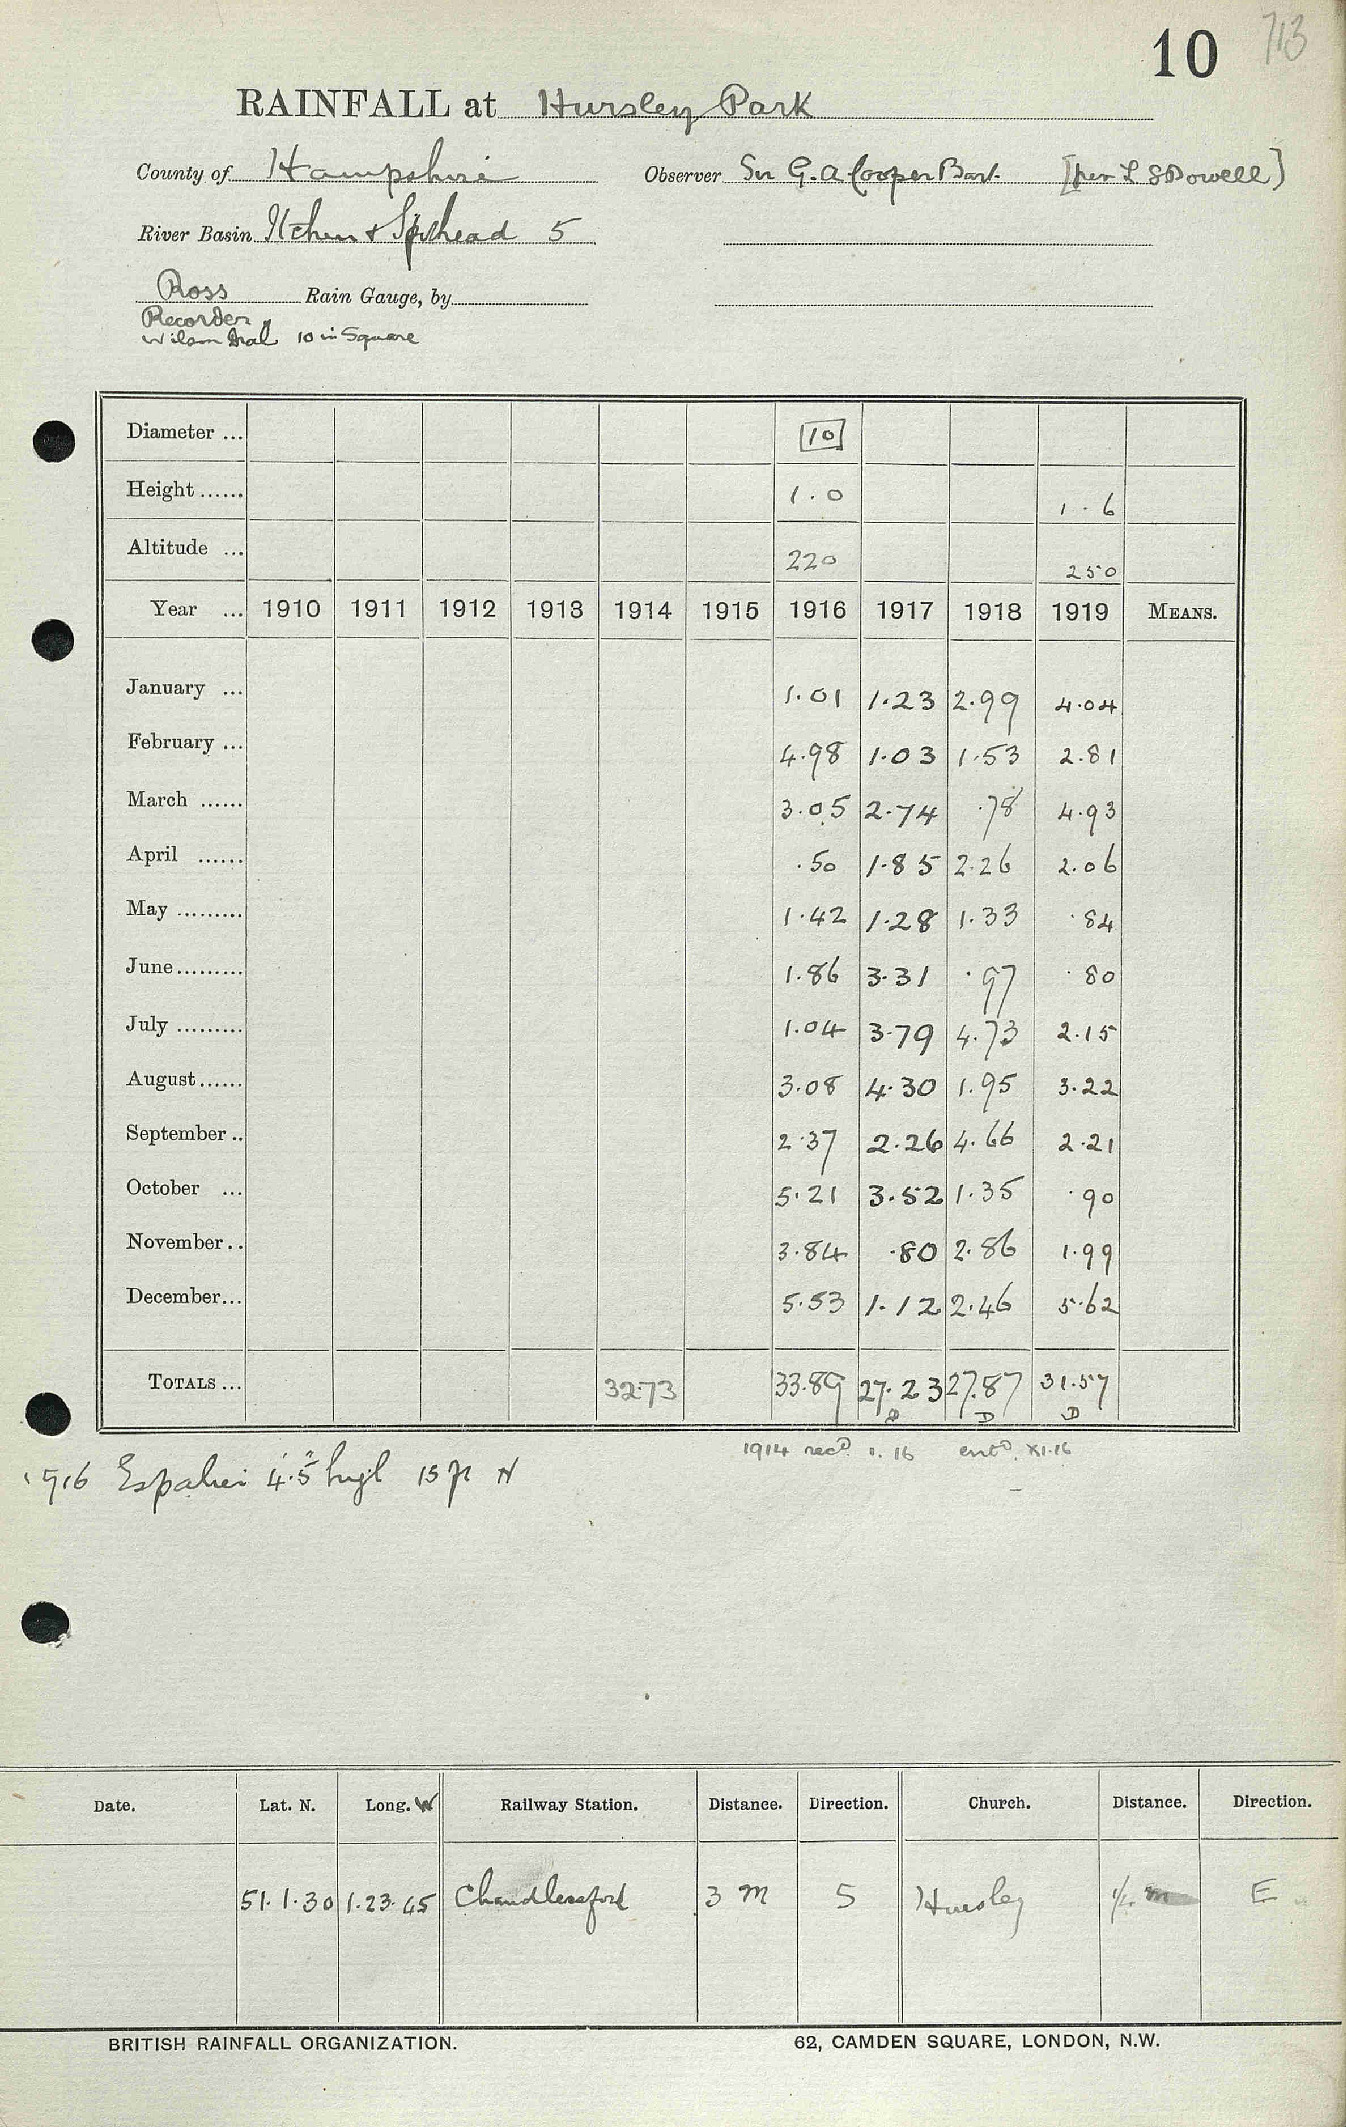 10 713
RAINFALL at Hursley Park
County of Hampshire Observer Sir G. A Cooper Bart. [per L S Dowell]
River Basin Itchen & Spithead 5
Ross Rain Gauge, by
Recorder,
Wilson Dial 10 in Square
Diameter ... 10
Height ...... 1.0 1.6
Altitude ... 220 250
Year ... 1910 1911 1912 1913 1914 1915 1916 1917 1918 1919 MEANS.
January ... 1.01 1.23 2.99 4.04
February ... 4.98 1.03 1.53 2.81
March ...... 3.05 2.74 .78 4.93
April ...... .50 1.85 2.26 2.06
May ......... 1.42 1.28 1.33 .84
June ......... 1.86 3.31 .97 .80
July ......... 1.04 3.79 4.73 2.15
August ...... 3.08 4.30 1.95 3.22
September .. 2.37 2.26 4.66 2.21
October ... 5.21 3.52 1.35 .90
November .. 3.84 .80 2.86 1.99
December ... 5.53 1.12 2.46 5.62
TOTALS ... 32.73 33.89 27.23 27.87 31.57
D D D
1914 recd 1.16 entd XI.16
1916 Espalier 4'.5" high 15 ft N
Date. Lat. N. Long. W Railway Station. Distance. Direction. Church. Distance. Direction.
51.1.30 1.23.45 Chandlersford 3 m S Hursley 1/4 m E
BRITISH RAINFALL ORGANIZATION. 62, CAMDEN SQUARE, LONDON, N.W.